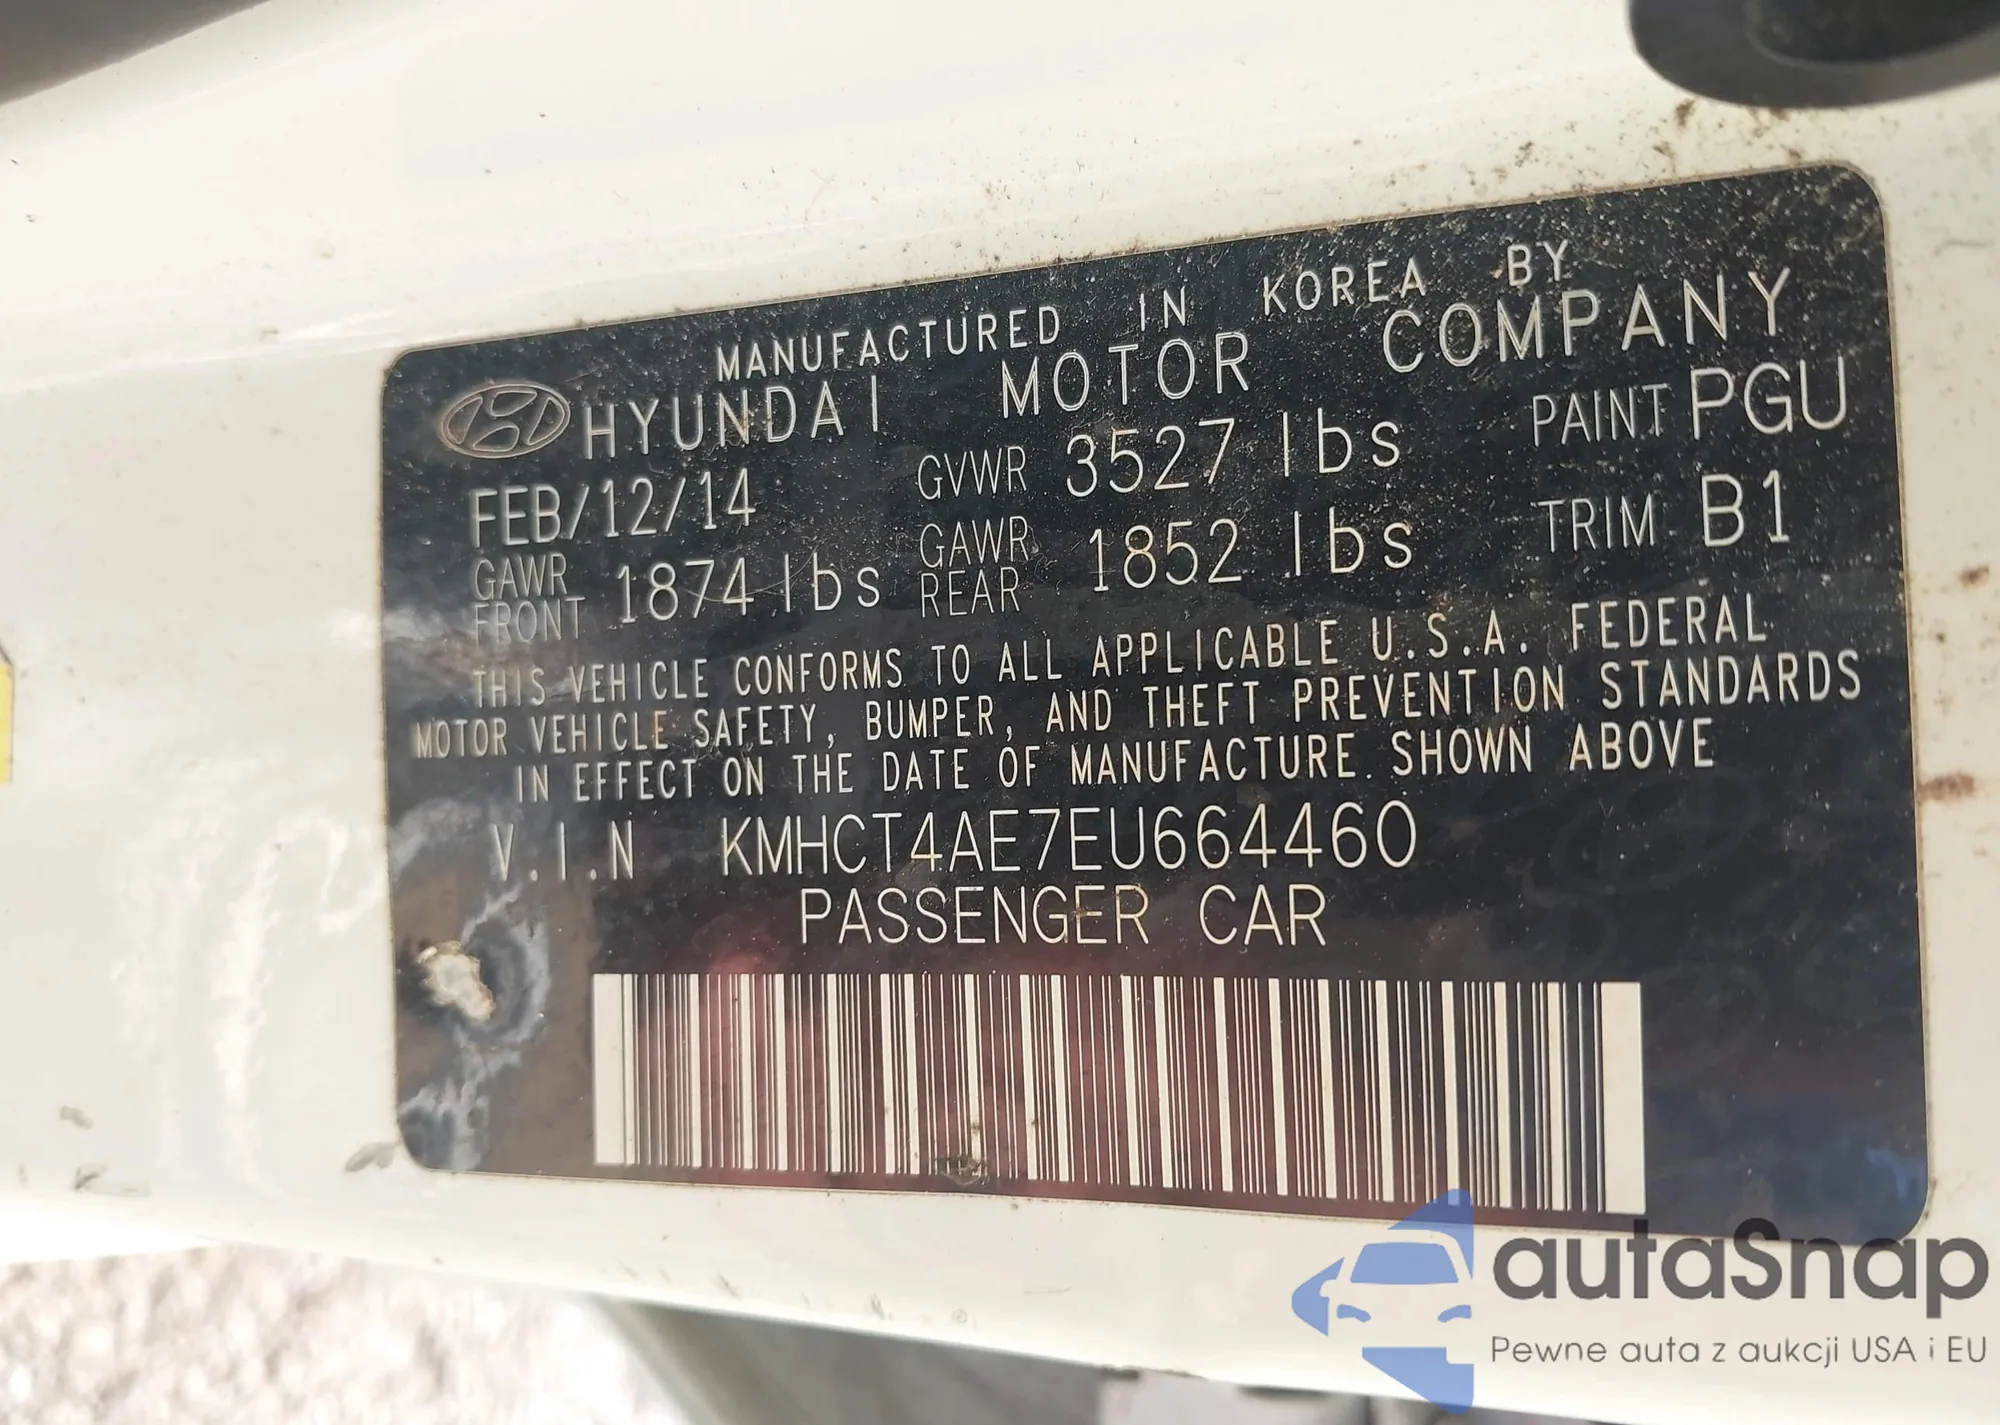 MANUFACTURED IN KOREA BY
HYUNDAI MOTOR COMPANY
FEB/12/14 GVWR 3527 lbs PAINT PGU
GAWR FRONT 1874 lbs GAWR REAR 1852 lbs TRIM B1
THIS VEHICLE CONFORMS TO ALL APPLICABLE U.S.A. FEDERAL
MOTOR VEHICLE SAFETY, BUMPER, AND THEFT PREVENTION STANDARDS
IN EFFECT ON THE DATE OF MANUFACTURE SHOWN ABOVE
V.I.N KMHCT4AE7EU664460
PASSENGER CAR
autaSnap
Pewne auta z aukcji USA i EU